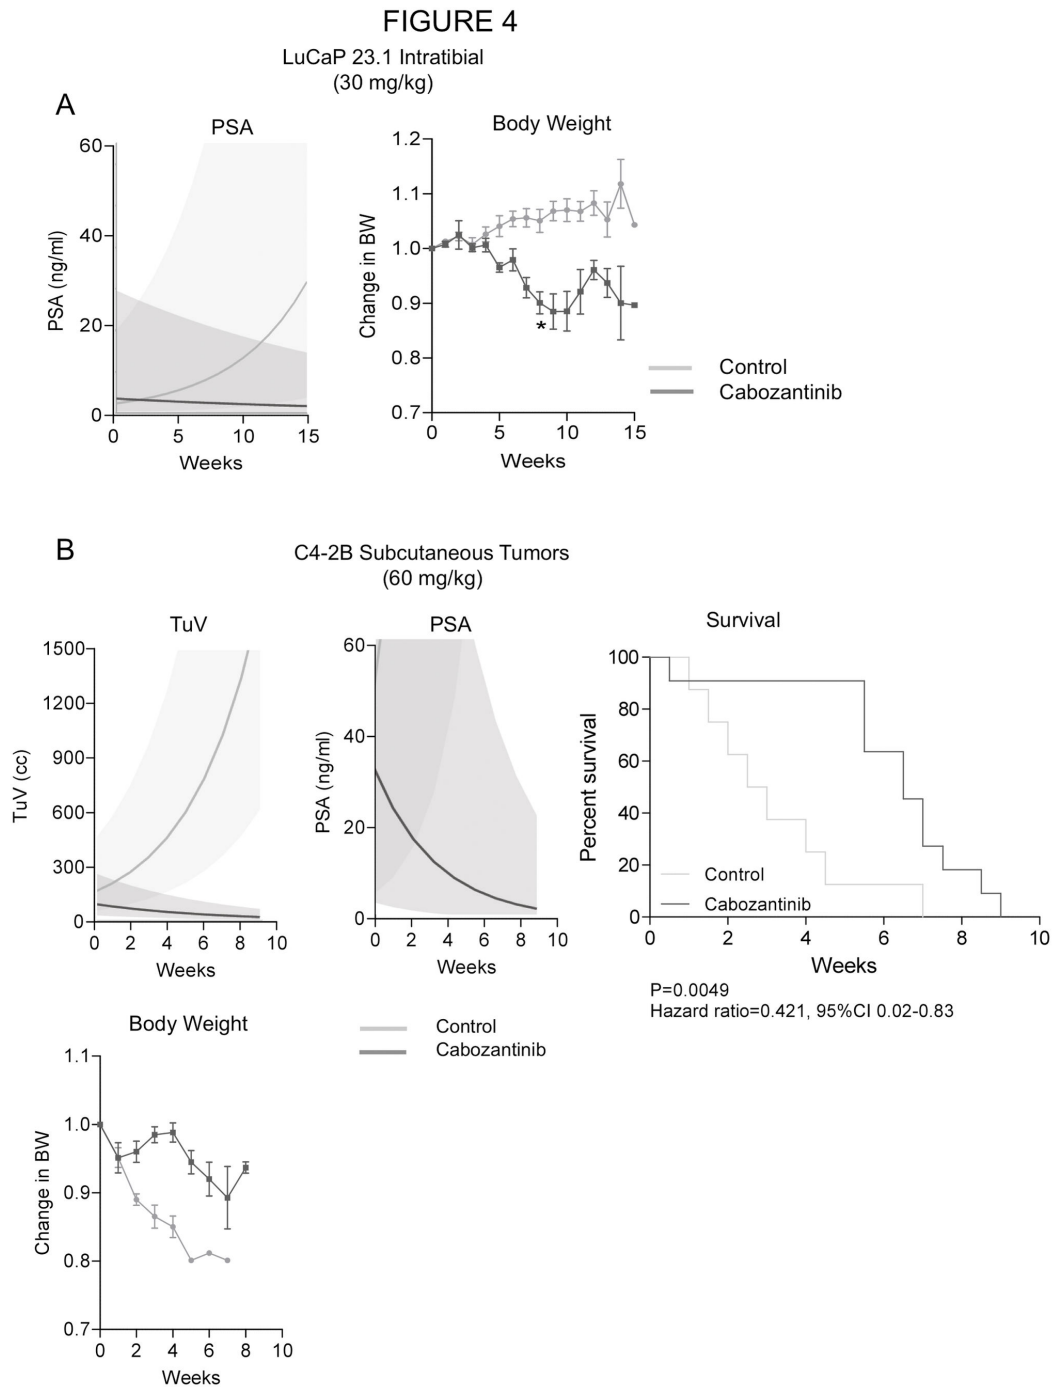 FIGURE 4
LuCaP 23.1 Intratibial
(30 mg/kg)
A
PSA
60
40
20
0
PSA (ng/ml)
0 5 10 15
Weeks
Body Weight
1.2
1.1
1.0
0.9
0.8
0.7
Change in BW
*
0 5 10 15
Weeks
Control
Cabozantinib
B
C4-2B Subcutaneous Tumors
(60 mg/kg)
TuV
1500
1200
900
600
300
0
TuV (cc)
0 2 4 6 8 10
Weeks
PSA
60
40
20
0
PSA (ng/ml)
0 2 4 6 8 10
Weeks
Survival
100
80
60
40
20
0
Percent survival
Control
Cabozantinib
0 2 4 6 8 10
Weeks
P=0.0049
Hazard ratio=0.421, 95%CI 0.02-0.83
Body Weight
1.1
1.0
0.9
0.8
0.7
Change in BW
0 2 4 6 8 10
Weeks
Control
Cabozantinib